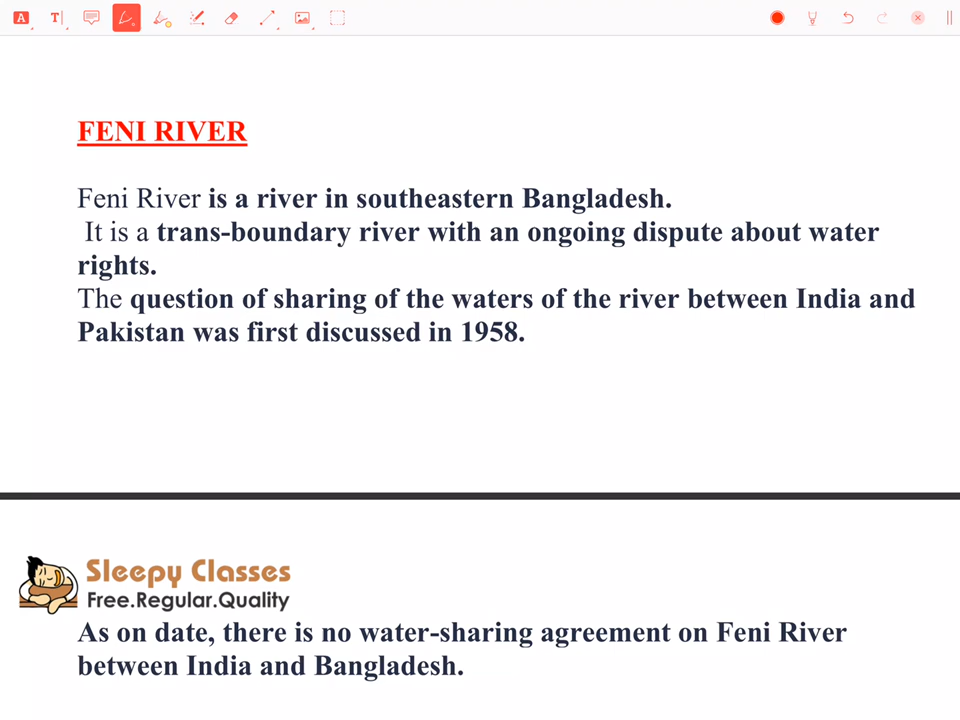 FENI RIVER
Feni River is a river in southeastern Bangladesh.
It is a trans-boundary river with an ongoing dispute about water
rights.
The question of sharing of the waters of the river between India and
Pakistan was first discussed in 1958.
Sleepy Classes
Free.Regular.Quality
As on date, there is no water-sharing agreement on Feni River
between India and Bangladesh.